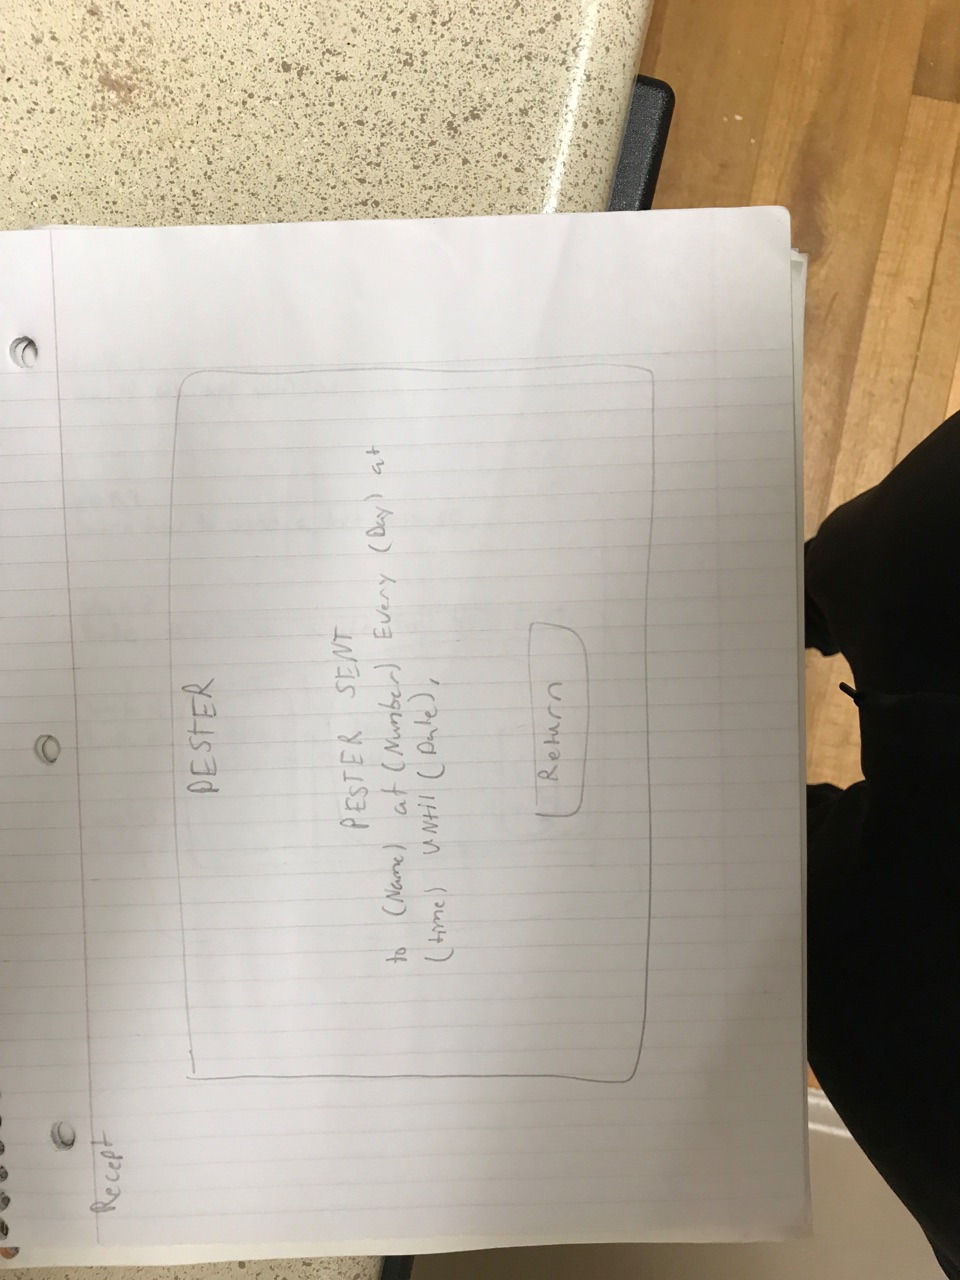 Recept
PESTER
PESTER SENT
to (Name) at (Number) Every (Day) at
(time) until (Date).
Return